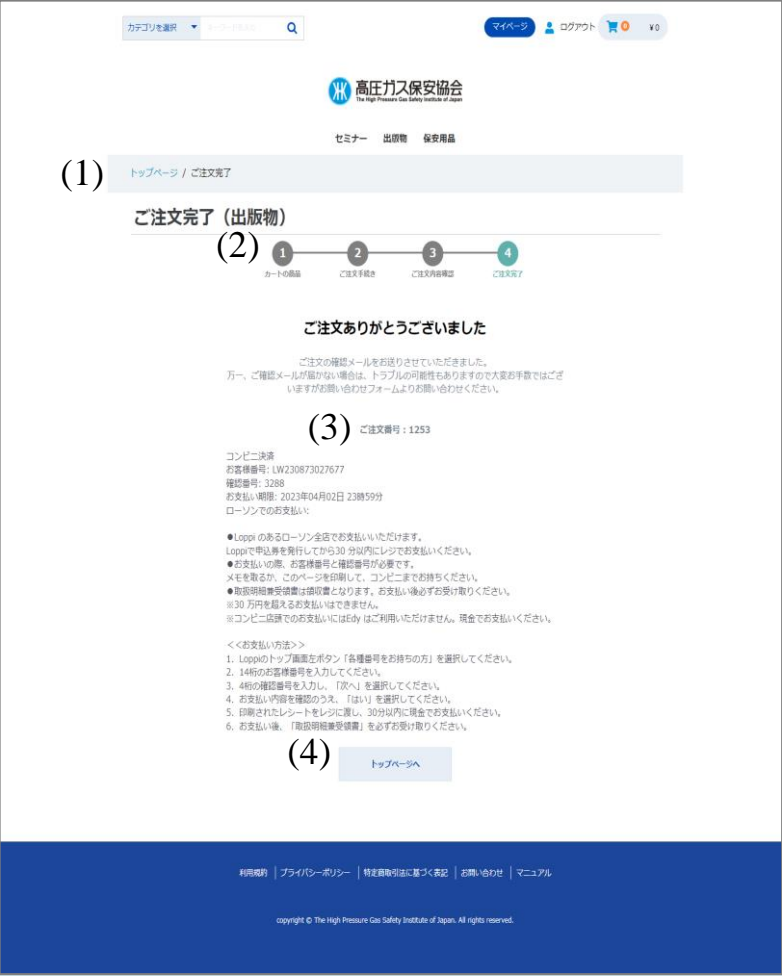 カテゴリを選択
マイページ ログアウト 0 ¥0
高圧ガス保安協会
The High Pressure Gas Safety Institute of Japan
セミナー 出版物 保安用品
(1) トップページ / ご注文完了
ご注文完了（出版物）
(2) 1 2 3 4
カートの商品 ご注文手続き ご注文内容確認 ご注文完了
ご注文ありがとうございました
ご注文の確認メールをお送りさせていただきました。
万一、ご確認メールが届かない場合は、トラブルの可能性もありますので大変お手数ではござ
いますがお問い合わせフォームよりお問い合わせください。
(3) ご注文番号：1253
コンビニ決済
お客様番号: LW230873027677
確認番号: 3288
お支払い期限: 2023年04月02日 23時59分
ローソンでのお支払い:
●Loppi のあるローソン全店でお支払いいただけます。
Loppiで申込券を発行してから30 分以内にレジでお支払いください。
●お支払いの際、お客様番号と確認番号が必要です。
メモを取るか、このページを印刷して、コンビニまでお持ちください。
●取扱明細兼受領書は領収書となります。お支払い後必ずお受け取りください。
※30 万円を超えるお支払いはできません。
※コンビニ店頭でのお支払いにはEdy はご利用いただけません。現金でお支払いください。
<<お支払い方法>>
1. Loppiのトップ画面左ボタン「各種番号をお持ちの方」を選択してください。
2. 14桁のお客様番号を入力してください。
3. 4桁の確認番号を入力し、「次へ」を選択してください。
4. お支払い内容を確認のうえ、「はい」を選択してください。
5. 印刷されたレシートをレジに渡し、30分以内に現金でお支払いください。
6. お支払い後、「取扱明細兼受領書」を必ずお受け取りください。
(4) トップページへ
利用規約 | プライバシーポリシー | 特定商取引法に基づく表記 | お問い合わせ | マニュアル
copyright © The High Pressure Gas Safety Institute of Japan. All rights reserved.